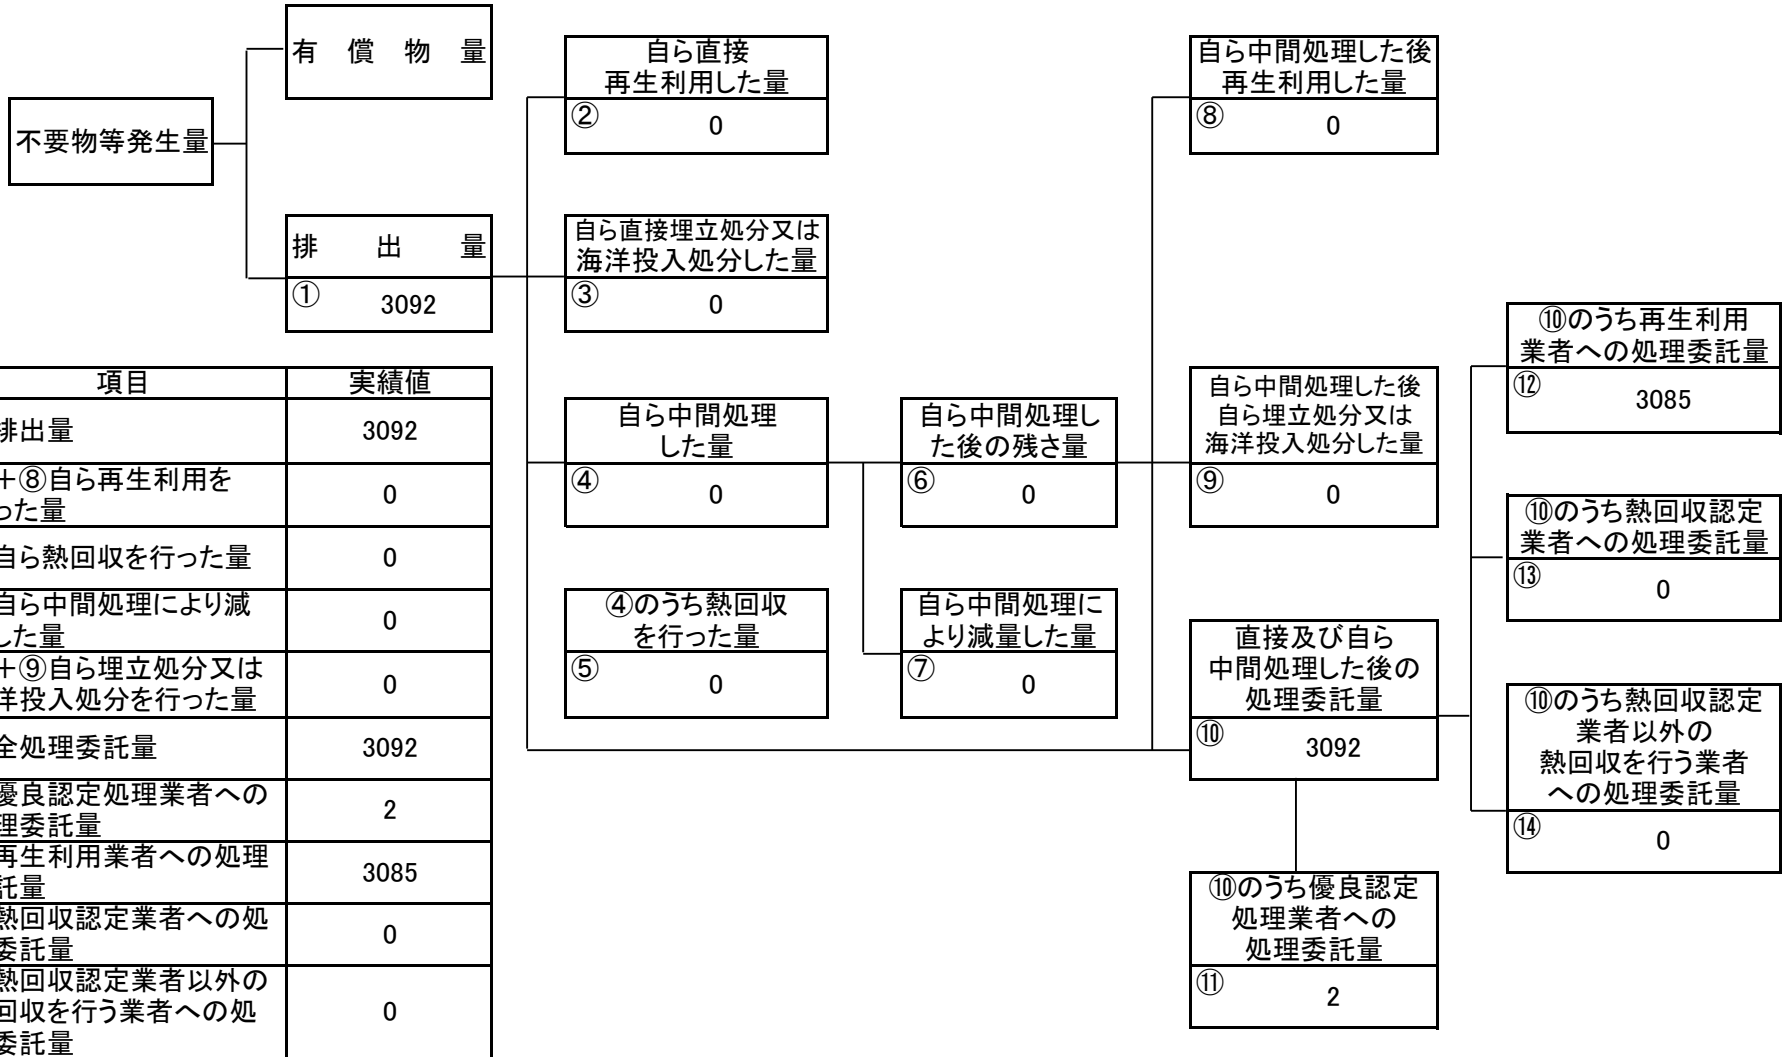 有償物量
不要物等発生量
排出量
① 3092
自ら直接
再生利用した量
② 0
自ら直接埋立処分又は
海洋投入処分した量
③ 0
自ら中間処理
した量
④ 0
④のうち熱回収
を行った量
⑤ 0
自ら中間処理し
た後の残さ量
⑥ 0
自ら中間処理に
より減量した量
⑦ 0
自ら中間処理した後
再生利用した量
⑧ 0
自ら中間処理した後
自ら埋立処分又は
海洋投入処分した量
⑨ 0
直接及び自ら
中間処理した後の
処理委託量
⑩ 3092
⑩のうち優良認定
処理業者への
処理委託量
⑪ 2
⑩のうち再生利用
業者への処理委託量
⑫ 3085
⑩のうち熱回収認定
業者への処理委託量
⑬ 0
⑩のうち熱回収認定
業者以外の
熱回収を行う業者
への処理委託量
⑭ 0
項目 実績値
排出量 3092
+⑧自ら再生利用を
った量 0
自ら熱回収を行った量 0
自ら中間処理により減
した量 0
+⑨自ら埋立処分又は
洋投入処分を行った量 0
全処理委託量 3092
優良認定処理業者への
理委託量 2
再生利用業者への処理
託量 3085
熱回収認定業者への処
委託量 0
熱回収認定業者以外の
回収を行う業者への処
委託量 0